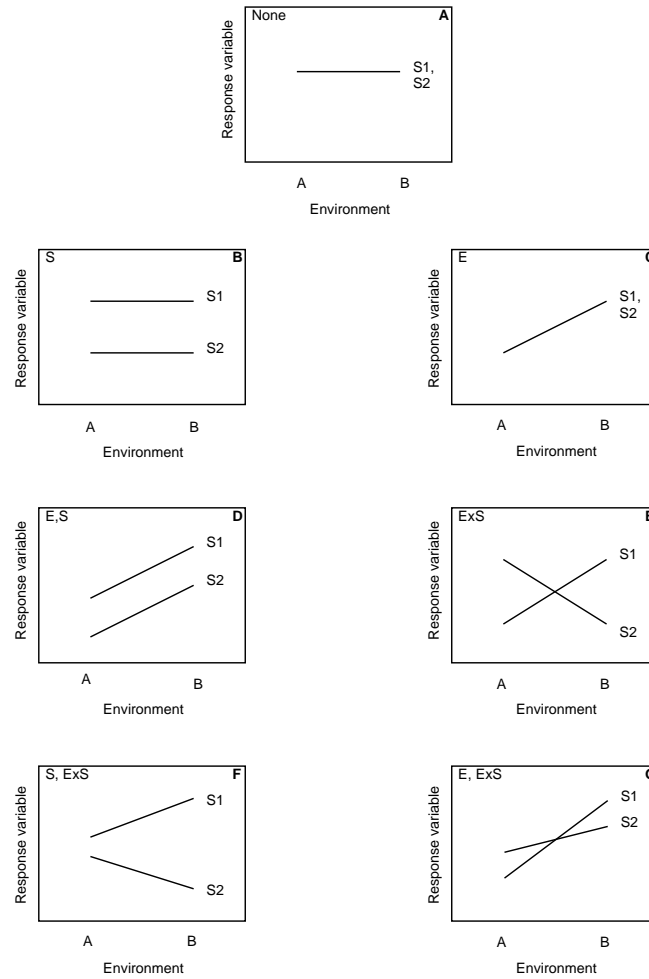 None A
Response variable
S1,
S2
A B
Environment
S B
Response variable
S1
S2
A B
Environment
E
Response variable
S1,
S2
A B
Environment
E,S D
Response variable
S1
S2
A B
Environment
ExS
Response variable
S1
S2
A B
Environment
S, ExS F
Response variable
S1
S2
A B
Environment
E, ExS
Response variable
S1
S2
A B
Environment